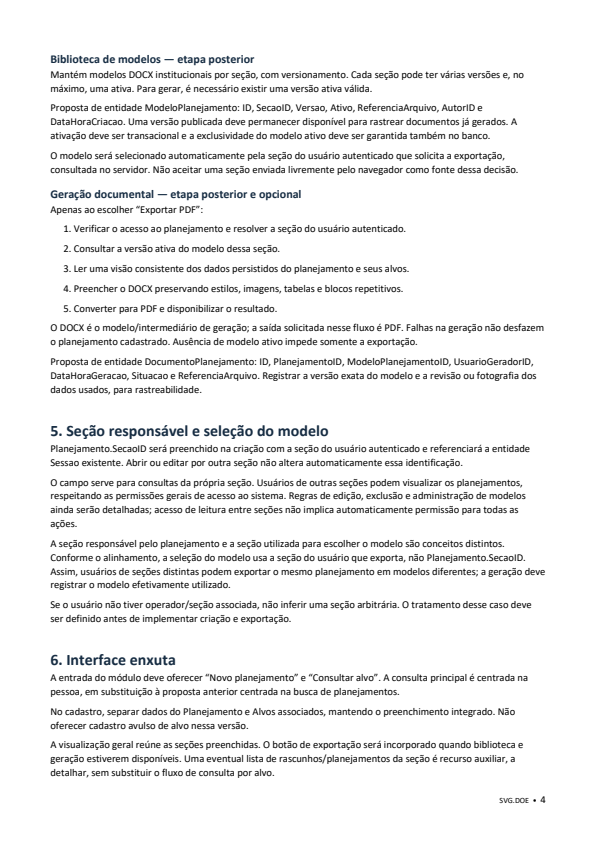 Biblioteca de modelos — etapa posterior
Mantém modelos DOCX institucionais por seção, com versionamento. Cada seção pode ter várias versões e, no
máximo, uma ativa. Para gerar, é necessário existir uma versão ativa válida.
Proposta de entidade ModeloPlanejamento: ID, SecaoID, Versao, Ativo, ReferenciaArquivo, AutorID e
DataHoraCriacao. Uma versão publicada deve permanecer disponível para rastrear documentos já gerados. A
ativação deve ser transacional e a exclusividade do modelo ativo deve ser garantida também no banco.
O modelo será selecionado automaticamente pela seção do usuário autenticado que solicita a exportação,
consultada no servidor. Não aceitar uma seção enviada livremente pelo navegador como fonte dessa decisão.
Geração documental — etapa posterior e opcional
Apenas ao escolher “Exportar PDF”:
1. Verificar o acesso ao planejamento e resolver a seção do usuário autenticado.
2. Consultar a versão ativa do modelo dessa seção.
3. Ler uma visão consistente dos dados persistidos do planejamento e seus alvos.
4. Preencher o DOCX preservando estilos, imagens, tabelas e blocos repetitivos.
5. Converter para PDF e disponibilizar o resultado.
O DOCX é o modelo/intermediário de geração; a saída solicitada nesse fluxo é PDF. Falhas na geração não desfazem
o planejamento cadastrado. Ausência de modelo ativo impede somente a exportação.
Proposta de entidade DocumentoPlanejamento: ID, PlanejamentoID, ModeloPlanejamentoID, UsuarioGeradorID,
DataHoraGeracao, Situacao e ReferenciaArquivo. Registrar a versão exata do modelo e a revisão ou fotografia dos
dados usados, para rastreabilidade.
5. Seção responsável e seleção do modelo
Planejamento.SecaoID será preenchido na criação com a seção do usuário autenticado e referenciará a entidade
Sessao existente. Abrir ou editar por outra seção não altera automaticamente essa identificação.
O campo serve para consultas da própria seção. Usuários de outras seções podem visualizar os planejamentos,
respeitando as permissões gerais de acesso ao sistema. Regras de edição, exclusão e administração de modelos
ainda serão detalhadas; acesso de leitura entre seções não implica automaticamente permissão para todas as
ações.
A seção responsável pelo planejamento e a seção utilizada para escolher o modelo são conceitos distintos.
Conforme o alinhamento, a seleção do modelo usa a seção do usuário que exporta, não Planejamento.SecaoID.
Assim, usuários de seções distintas podem exportar o mesmo planejamento em modelos diferentes; a geração deve
registrar o modelo efetivamente utilizado.
Se o usuário não tiver operador/seção associada, não inferir uma seção arbitrária. O tratamento desse caso deve
ser definido antes de implementar criação e exportação.
6. Interface enxuta
A entrada do módulo deve oferecer “Novo planejamento” e “Consultar alvo”. A consulta principal é centrada na
pessoa, em substituição à proposta anterior centrada na busca de planejamentos.
No cadastro, separar dados do Planejamento e Alvos associados, mantendo o preenchimento integrado. Não
oferecer cadastro avulso de alvo nessa versão.
A visualização geral reúne as seções preenchidas. O botão de exportação será incorporado quando biblioteca e
geração estiverem disponíveis. Uma eventual lista de rascunhos/planejamentos da seção é recurso auxiliar, a
detalhar, sem substituir o fluxo de consulta por alvo.
SVG.DOE • 4